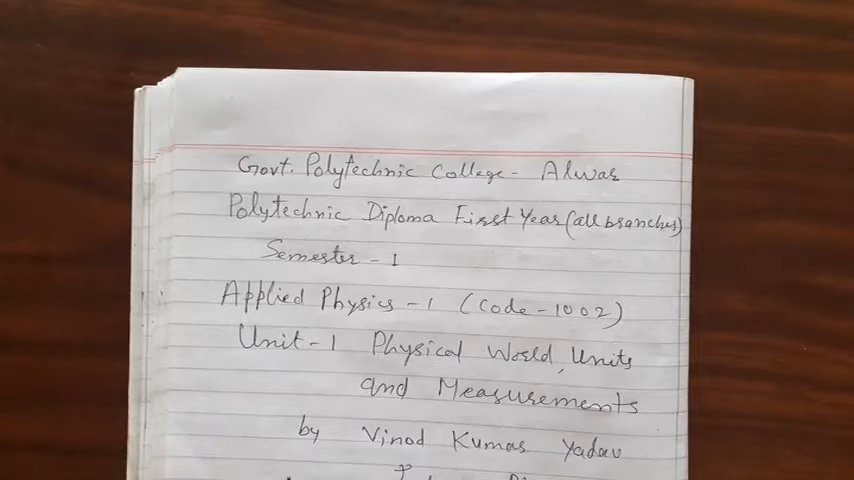 Govt. Polytechnic College - Alwar
Polytechnic Diploma First Year (all branches)
Semester - I
Applied Physics - 1 (Code - 1002)
Unit - 1 Physical World, Units
and Measurements
by Vinod Kumar Yadav